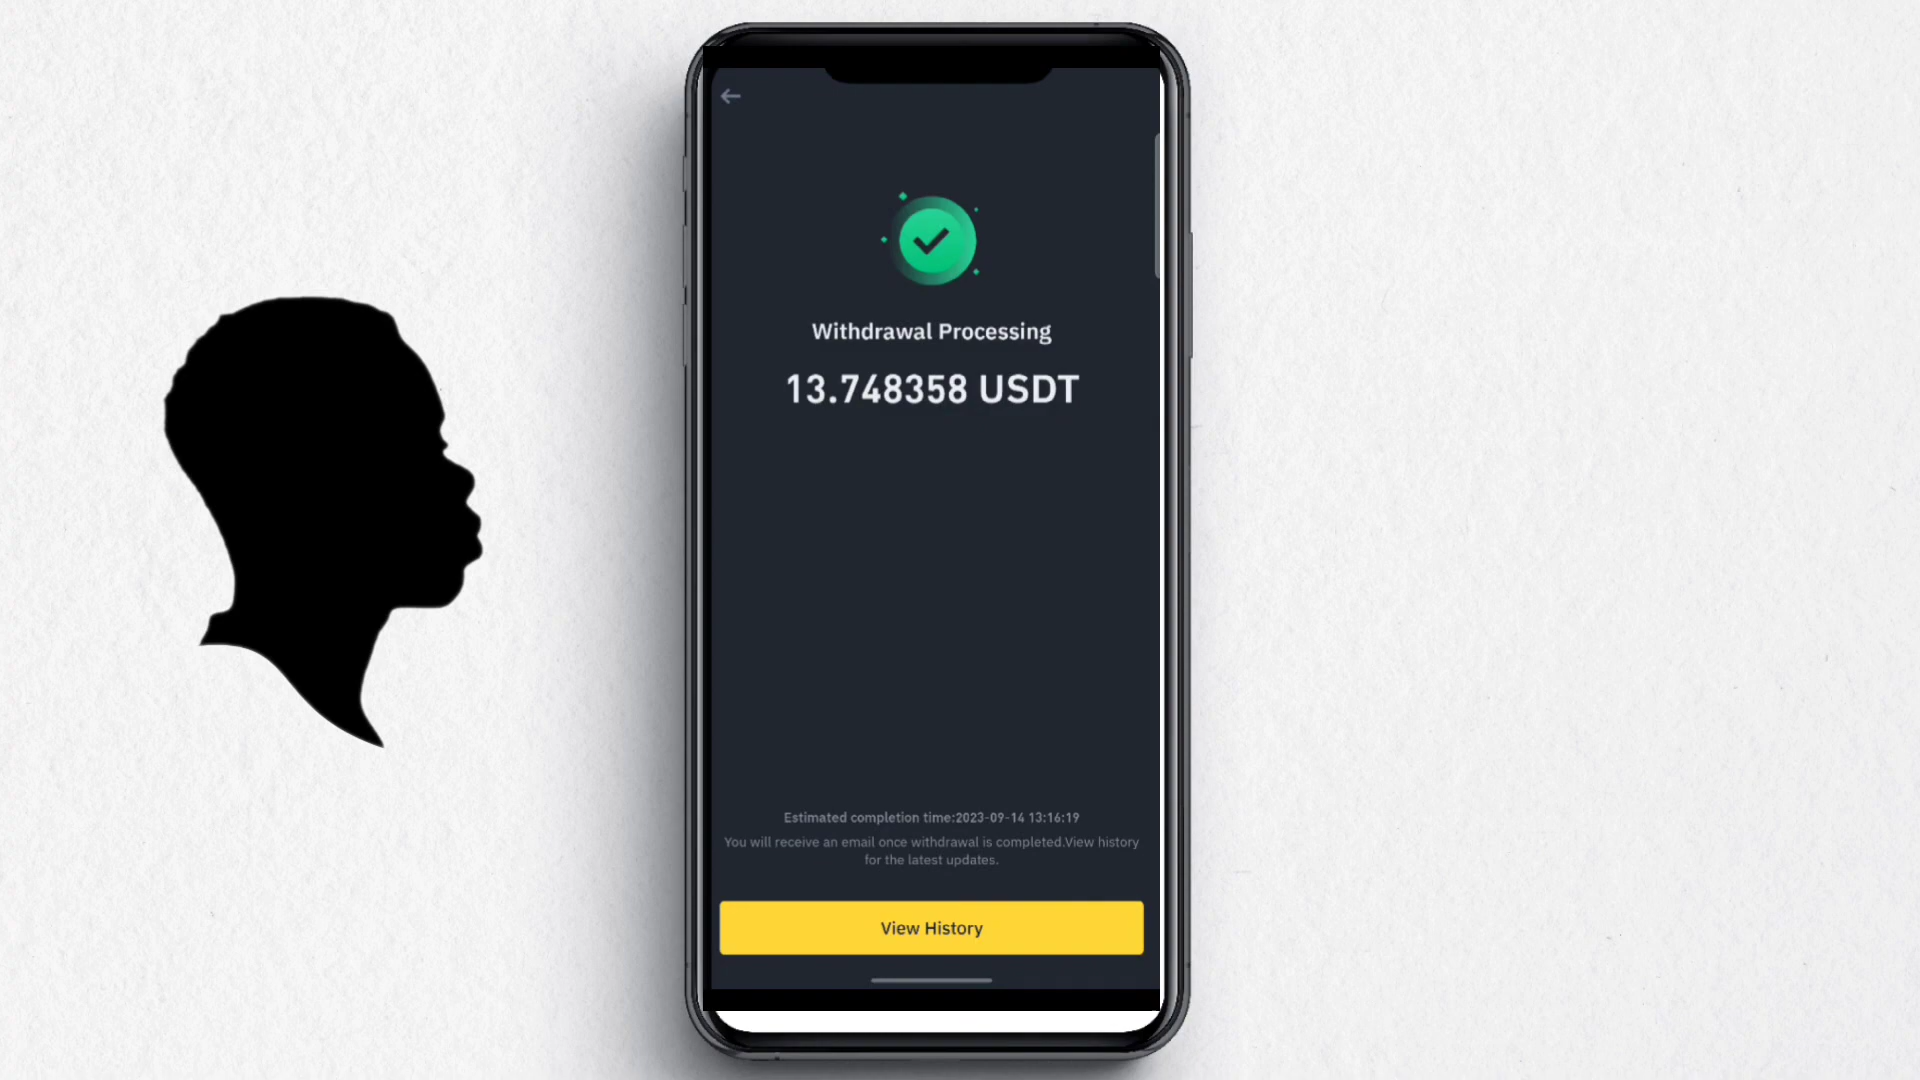 Withdrawal Processing
13.748358 USDT
Estimated completion time:2023-09-14 13:16:19
You will receive an email once withdrawal is completed.View history
for the latest updates.
View History